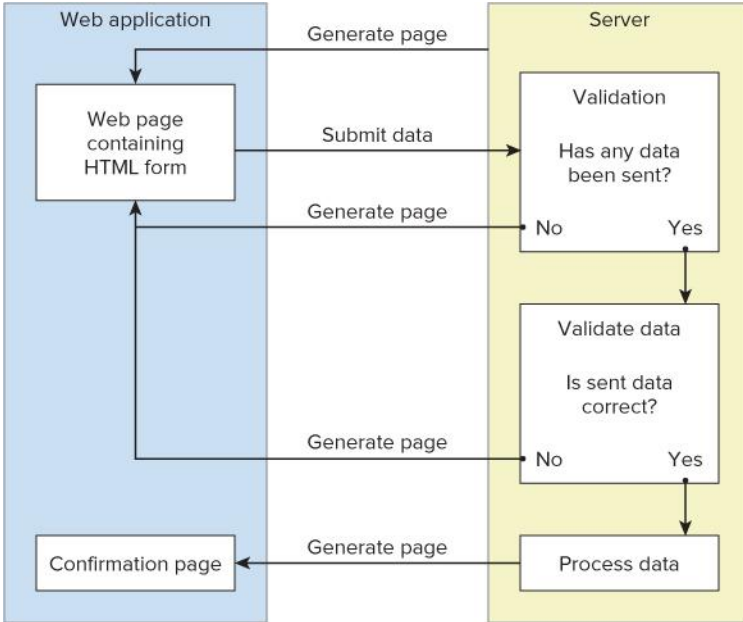 Web application
Generate page
Server
Web page
containing
HTML form
Submit data
Validation
Has any data
been sent?
Generate page
No
Yes
Validate data
Is sent data
correct?
Generate page
No
Yes
Confirmation page
Generate page
Process data